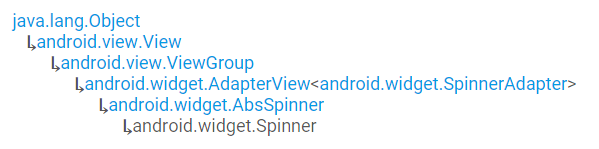 java.lang.Object
↳android.view.View
↳android.view.ViewGroup
↳android.widget.AdapterView<android.widget.SpinnerAdapter>
↳android.widget.AbsSpinner
↳android.widget.Spinner